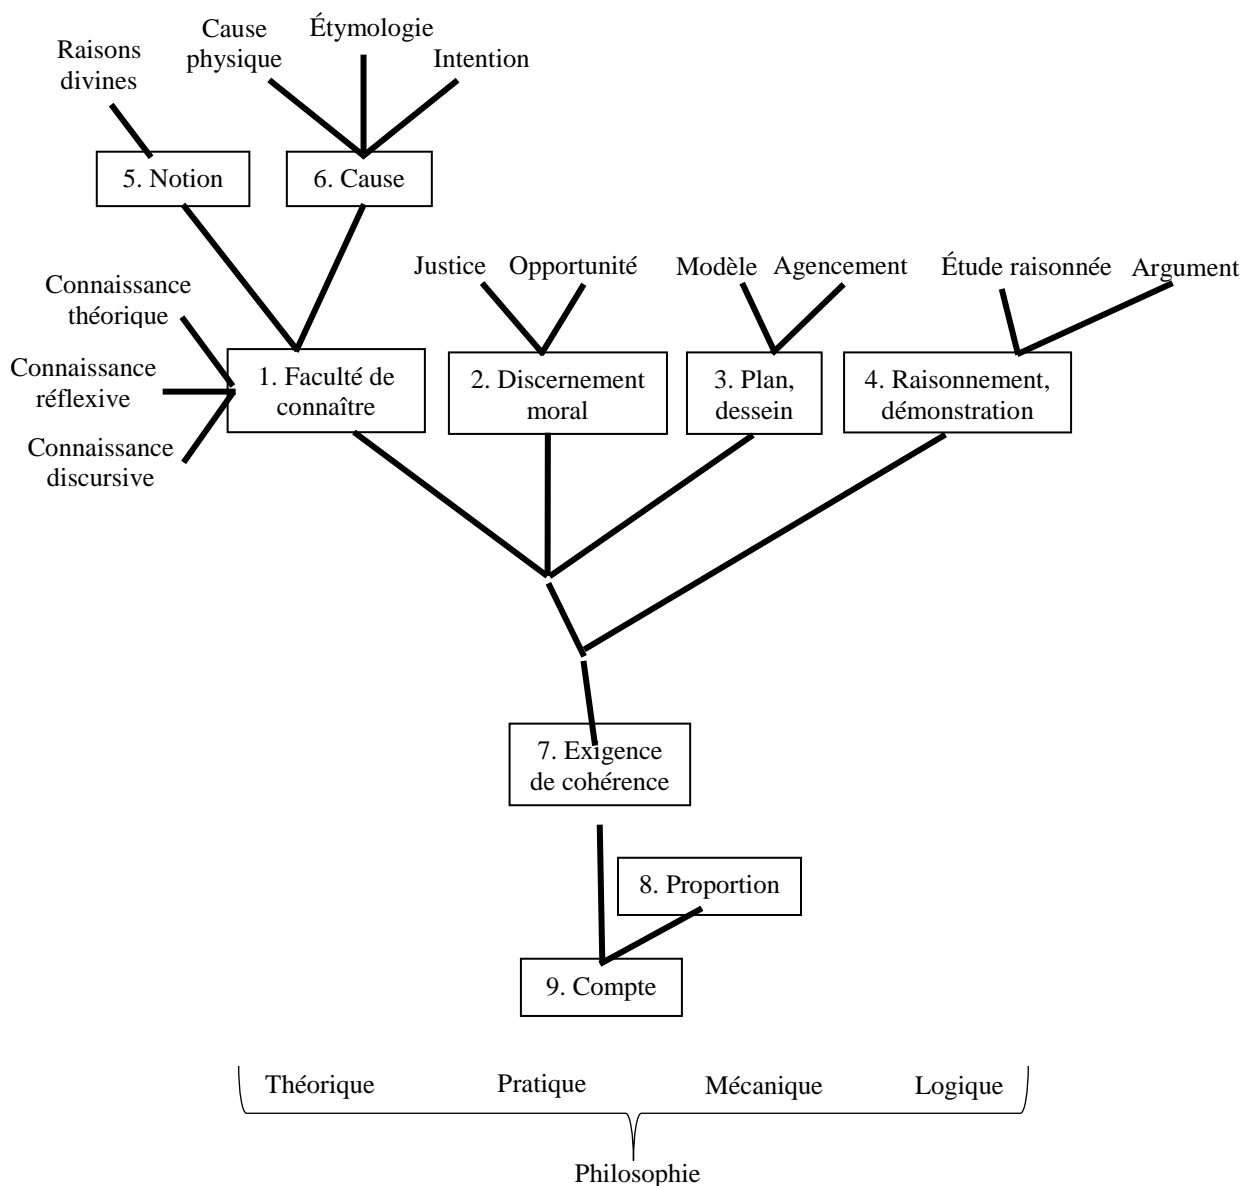 Étymologie
Cause
physique
Raisons
divines
Intention
5. Notion
6. Cause
Justice
Opportunité
Modèle
Agencement
Étude raisonnée
Argument
Connaissance
théorique
Connaissance
réflexive
Connaissance
discursive
1. Faculté de
connaître
2. Discernement
moral
3. Plan,
dessein
4. Raisonnement,
démonstration
7. Exigence
de cohérence
8. Proportion
9. Compte
Théorique
Pratique
Mécanique
Logique
Philosophie